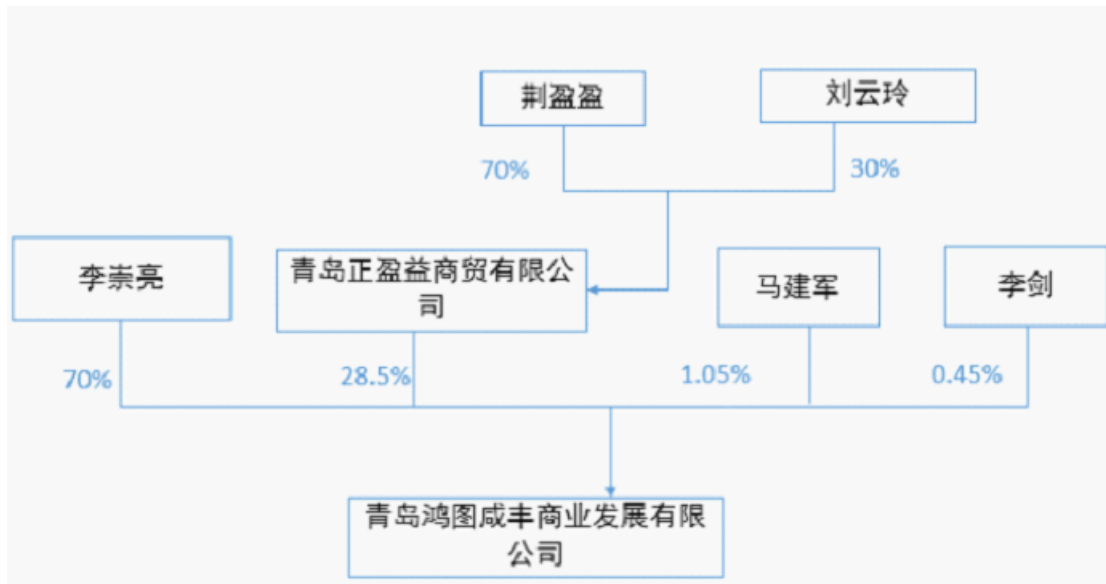 荆盈盈
刘云玲
70%
30%
李崇亮
青岛正盈益商贸有限公
司
马建军
李剑
70%
28.5%
1.05%
0.45%
青岛鸿图咸丰商业发展有限
公司